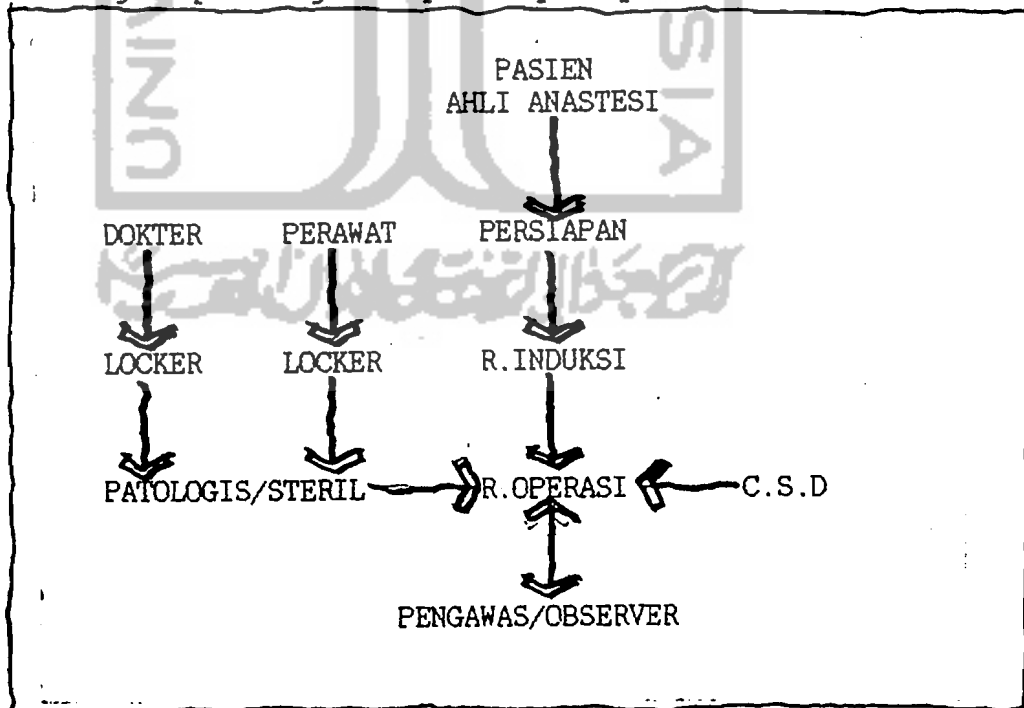 PASIEN
AHLI ANASTESI
DOKTER PERAWAT PERSIAPAN
LOCKER LOCKER R.INDUKSI
PATOLOGIS/STERIL R.OPERASI C.S.D
PENGAWAS/OBSERVER